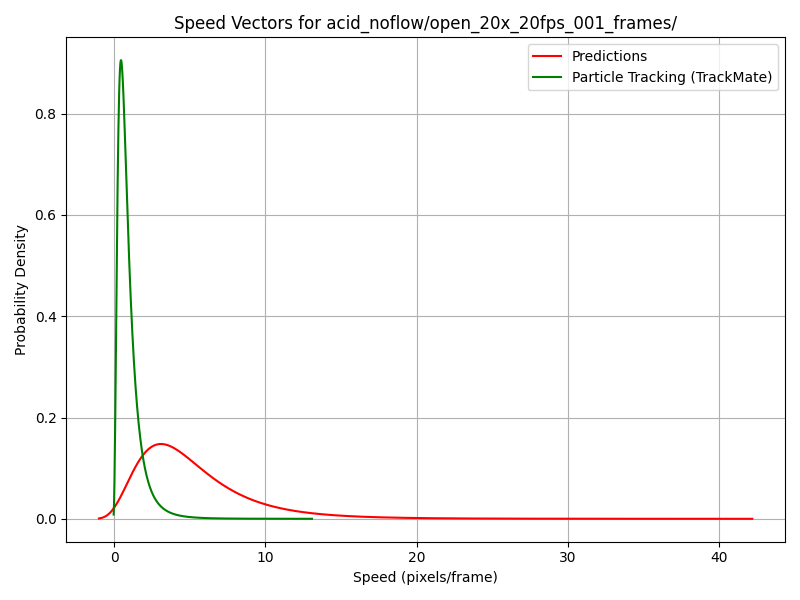 Speed Vectors for acid_noflow/open_20x_20fps_001_frames/
Predictions
Particle Tracking (TrackMate)
Probability Density
0.8
0.6
0.4
0.2
0.0
0 10 20 30 40
Speed (pixels/frame)